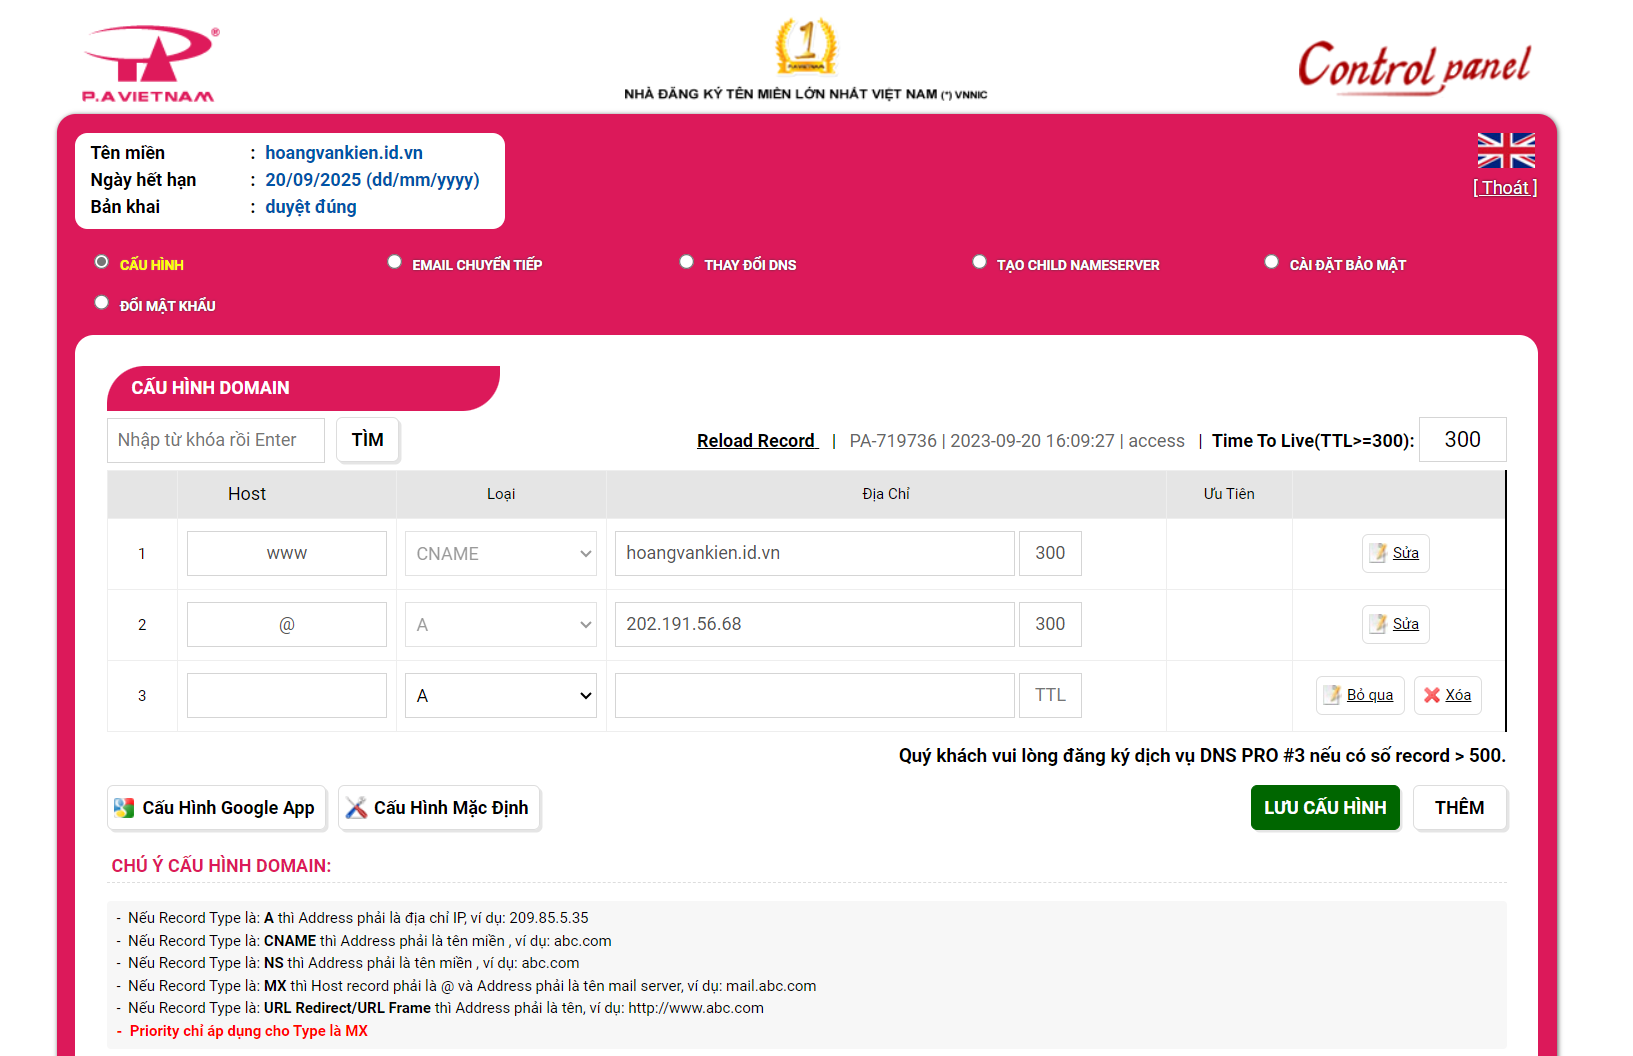 P.A VIETNAM ®
1
P.A VIETNAM
NHÀ ĐĂNG KÝ TÊN MIỀN LỚN NHẤT VIỆT NAM (*) VNNIC
Control panel
Tên miền : hoangvankien.id.vn
Ngày hết hạn : 20/09/2025 (dd/mm/yyyy)
Bản khai : duyệt đúng
[ Thoát ]
CẤU HÌNH EMAIL CHUYỂN TIẾP THAY ĐỔI DNS TẠO CHILD NAMESERVER CÀI ĐẶT BẢO MẬT
ĐỔI MẬT KHẨU
CẤU HÌNH DOMAIN
Nhập từ khóa rồi Enter TÌM Reload Record | PA-719736 | 2023-09-20 16:09:27 | access | Time To Live(TTL>=300): 300
Host Loại Địa Chỉ Ưu Tiên
1 www CNAME hoangvankien.id.vn 300 Sửa
2 @ A 202.191.56.68 300 Sửa
3 A TTL Bỏ qua Xóa
Quý khách vui lòng đăng ký dịch vụ DNS PRO #3 nếu có số record > 500.
Cấu Hình Google App Cấu Hình Mặc Định LƯU CẤU HÌNH THÊM
CHÚ Ý CẤU HÌNH DOMAIN:
- Nếu Record Type là: A thì Address phải là địa chỉ IP, ví dụ: 209.85.5.35
- Nếu Record Type là: CNAME thì Address phải là tên miền , ví dụ: abc.com
- Nếu Record Type là: NS thì Address phải là tên miền , ví dụ: abc.com
- Nếu Record Type là: MX thì Host record phải là @ và Address phải là tên mail server, ví dụ: mail.abc.com
- Nếu Record Type là: URL Redirect/URL Frame thì Address phải là tên, ví dụ: http://www.abc.com
- Priority chỉ áp dụng cho Type là MX